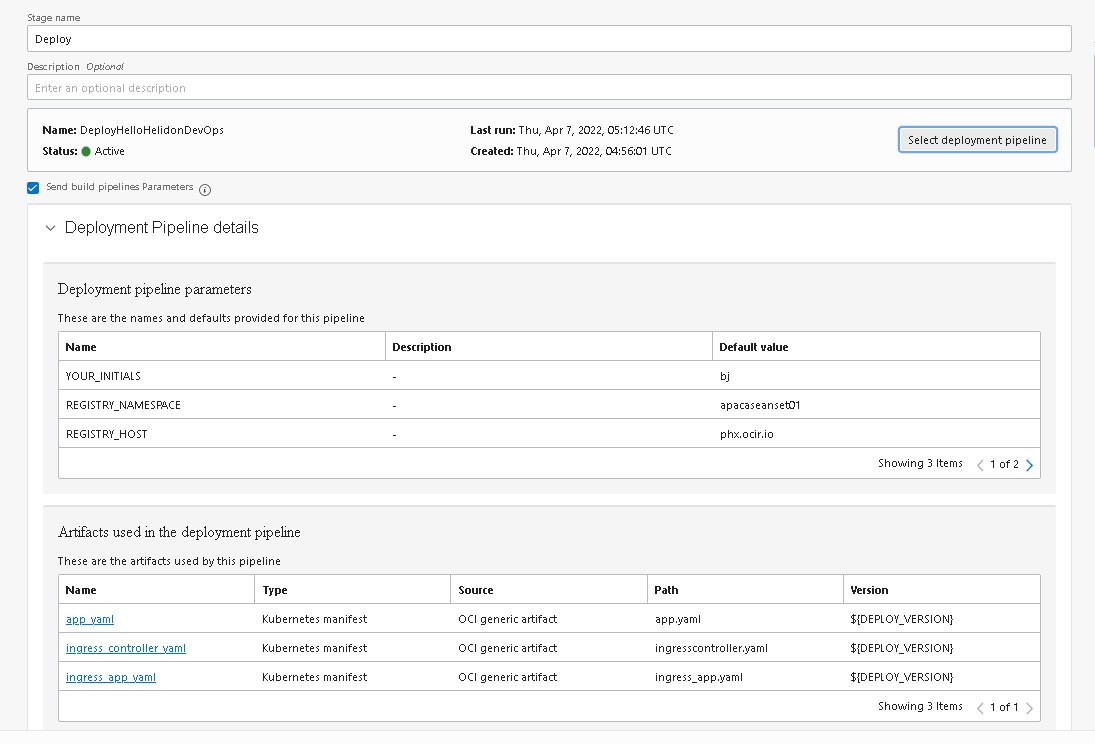 Stage name
Deploy
Description Optional
Enter an optional description
Name: DeployHelloHelidonDevOps
Last run: Thu, Apr 7, 2022, 05:12:46 UTC
Select deployment pipeline
Status: Active
Created: Thu, Apr 7, 2022, 04:56:01 UTC
Send build pipelines Parameters
Deployment Pipeline details
Deployment pipeline parameters
These are the names and defaults provided for this pipeline
Name Description Default value
YOUR_INITIALS - bj
REGISTRY_NAMESPACE - apacaseanset01
REGISTRY_HOST - phx.ocir.io
Showing 3 Items 1 of 2
Artifacts used in the deployment pipeline
These are the artifacts used by this pipeline
Name Type Source Path Version
app_yaml Kubernetes manifest OCI generic artifact app.yaml ${DEPLOY_VERSION}
ingress_controller_yaml Kubernetes manifest OCI generic artifact ingresscontroller.yaml ${DEPLOY_VERSION}
ingress_app_yaml Kubernetes manifest OCI generic artifact ingress_app.yaml ${DEPLOY_VERSION}
Showing 3 Items 1 of 1